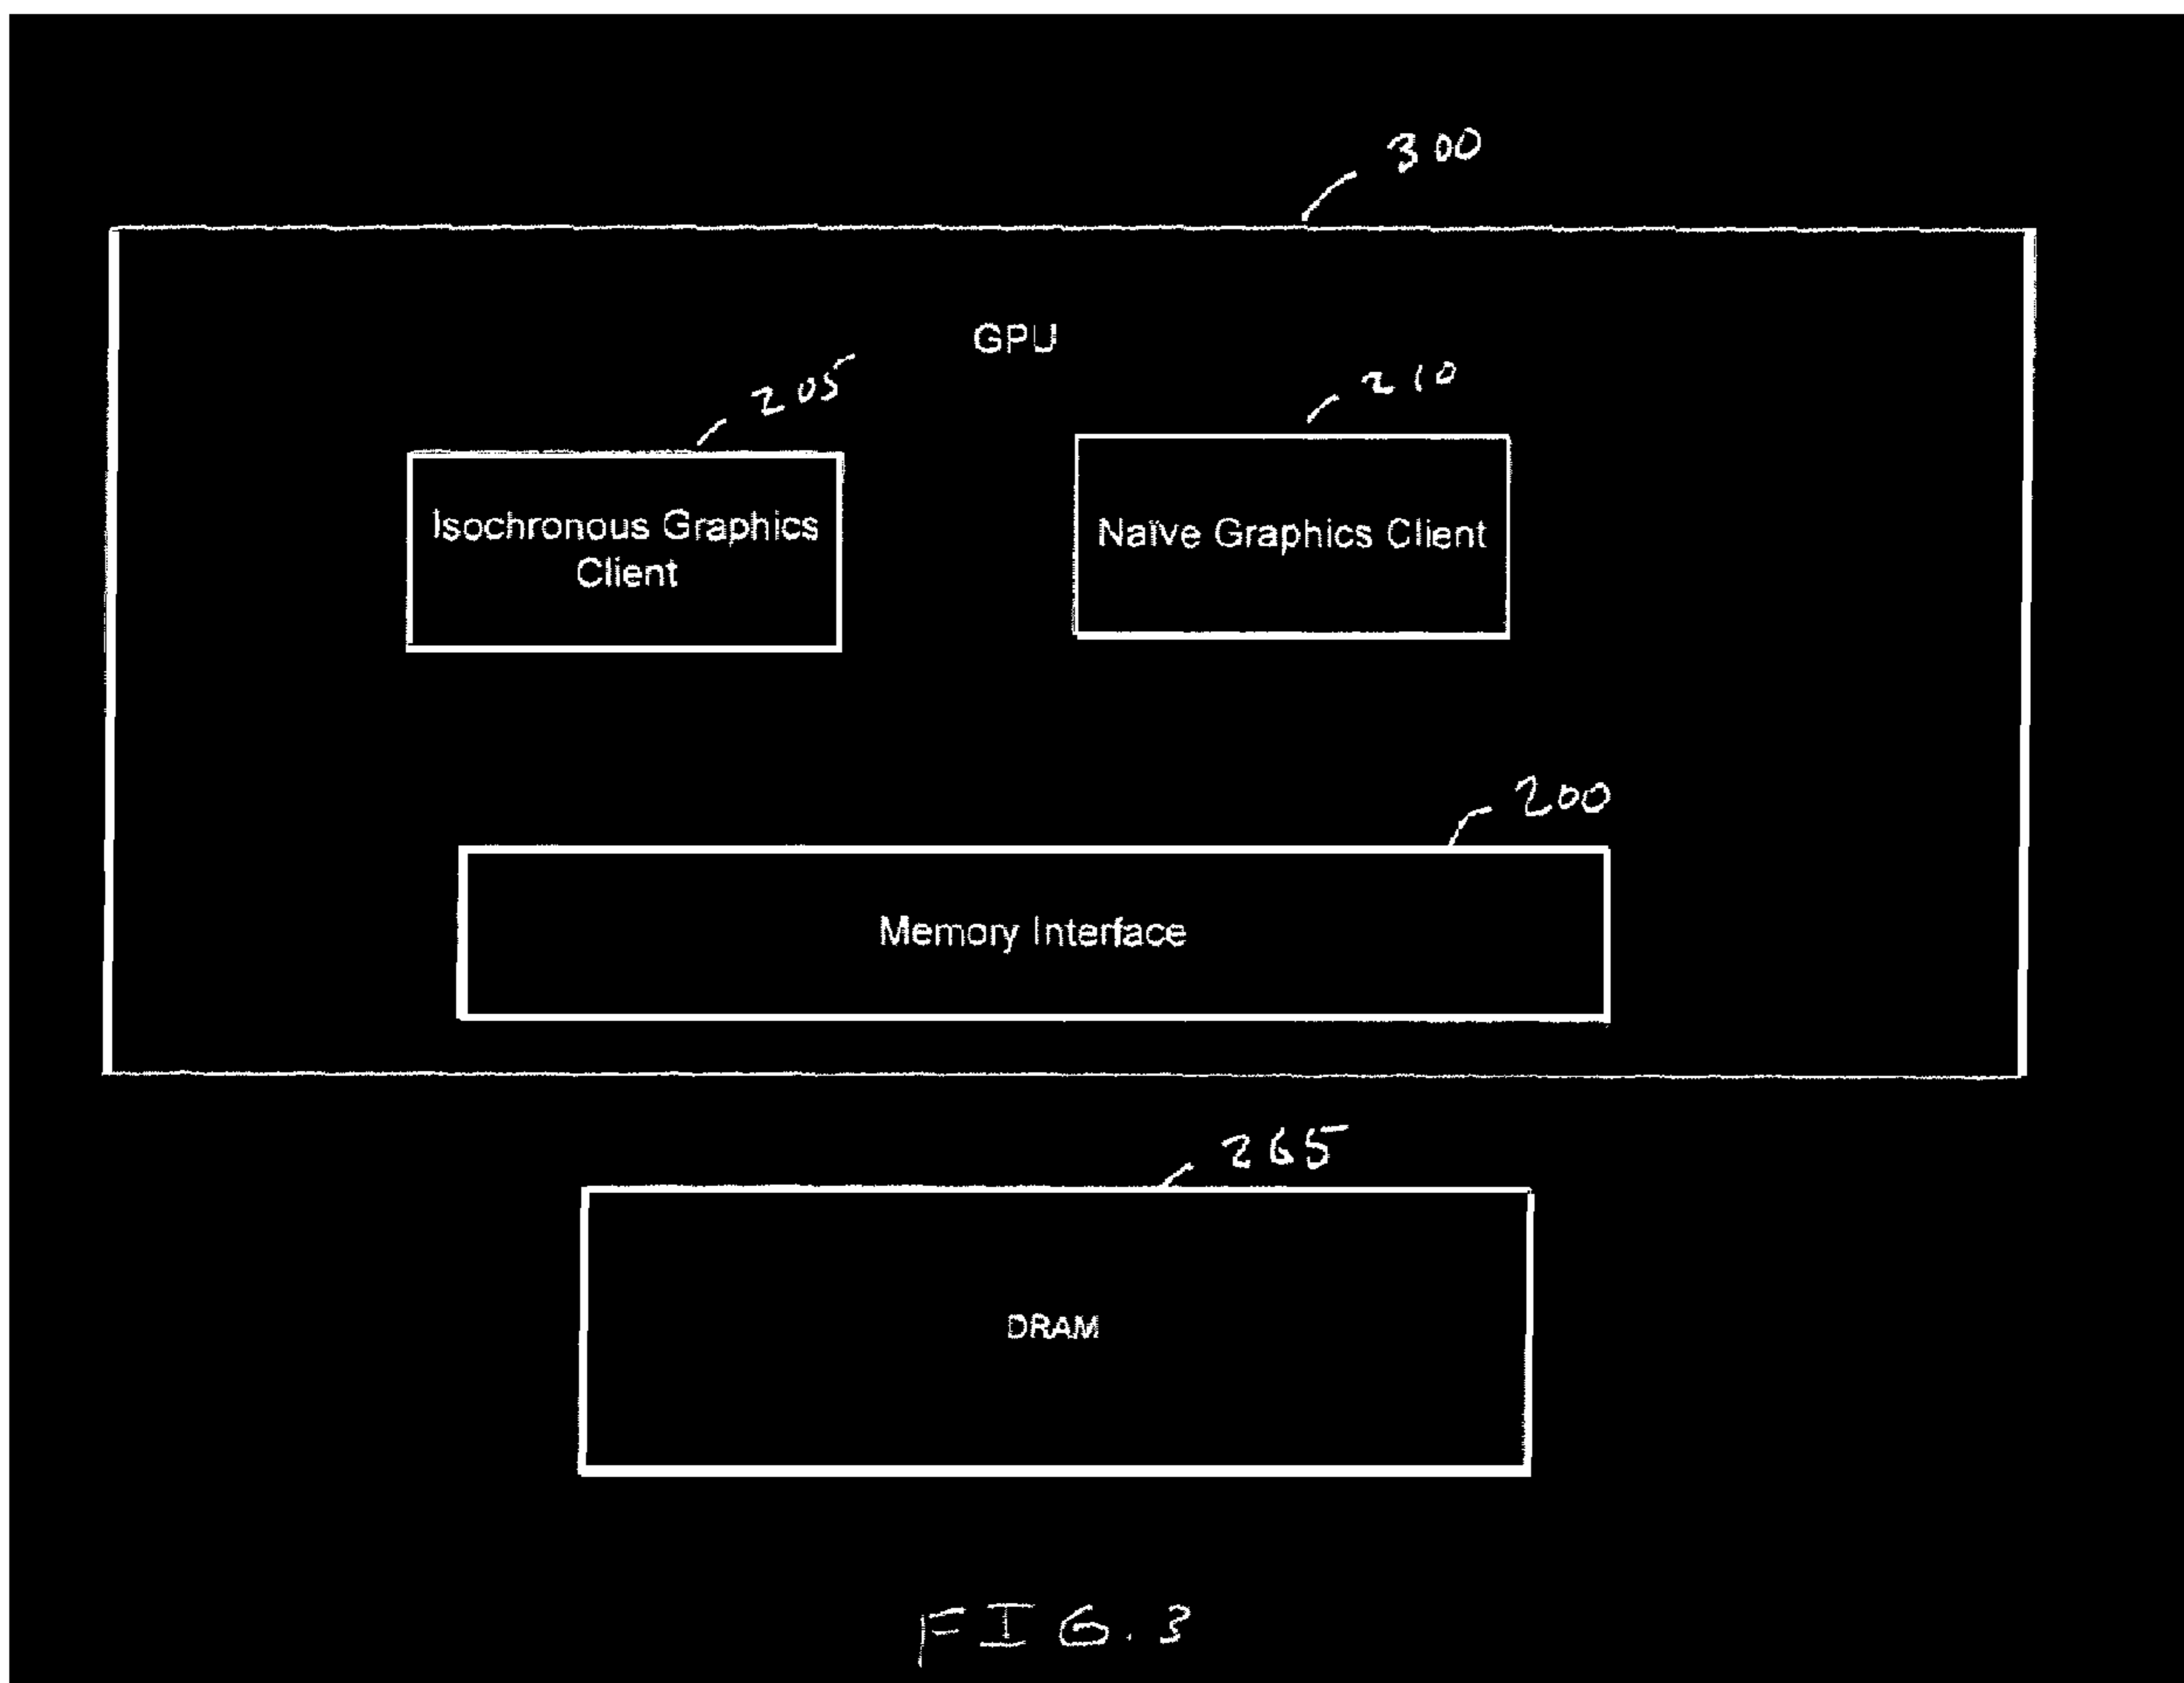 300
GPU
205
210
Isochronous Graphics
Client
Naïve Graphics Client
200
Memory Interface
265
DRAM
FIG. 3